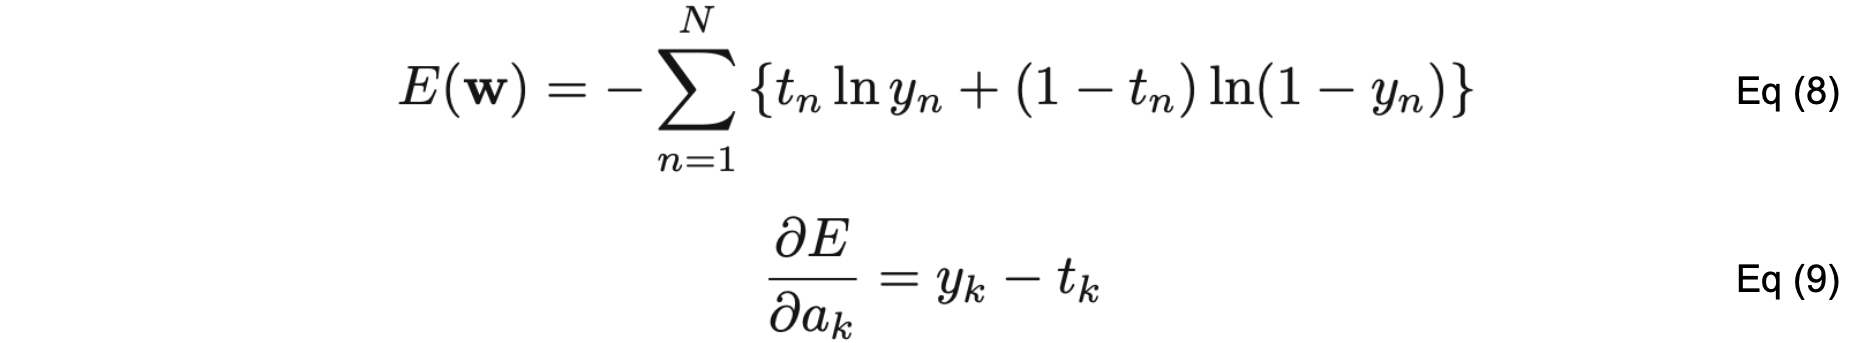 E(w) = − ∑_{n=1}^{N} {t_n ln y_n + (1 − t_n) ln(1 − y_n)} Eq (8)
∂E/∂a_k = y_k − t_k Eq (9)